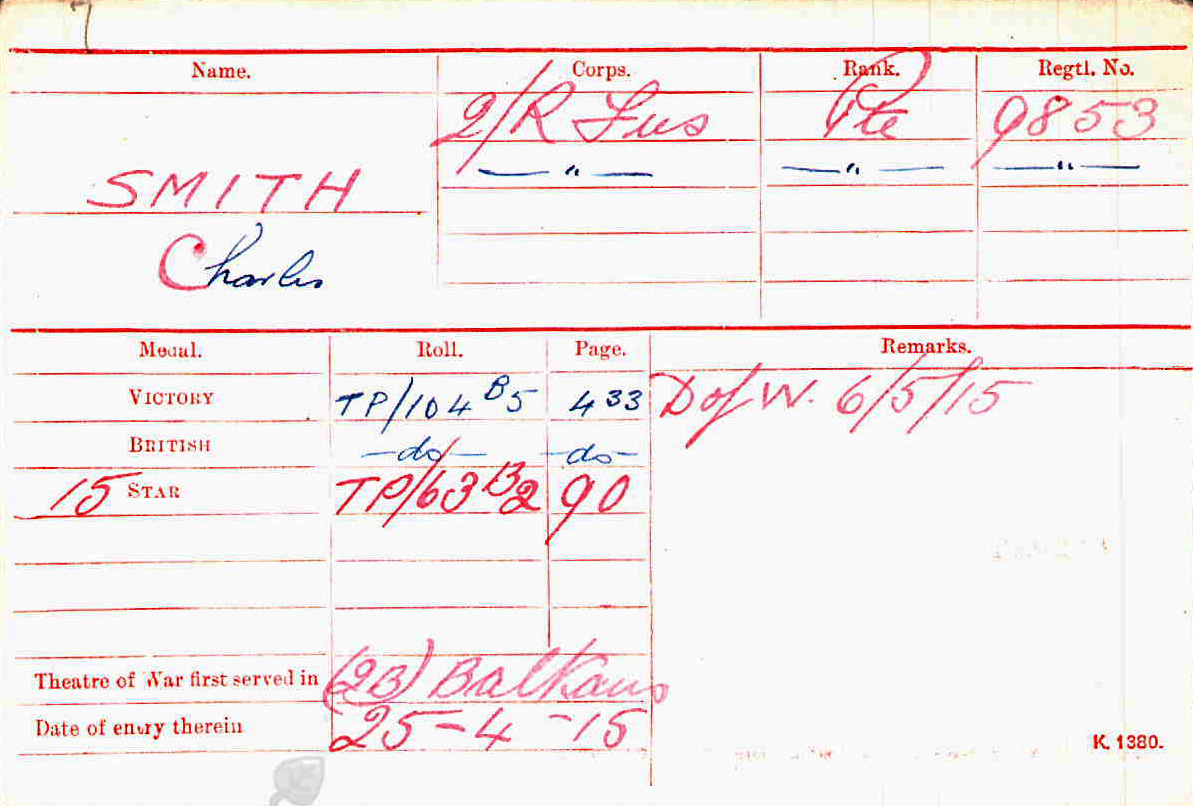 Name. Corps. Rank. Regtl. No.
2/R Fus Pte 9853
SMITH —"— —"— —"—
Charles
Medal. Roll. Page. Remarks.
VICTORY TP/104 B5 433 D of W. 6/5/15
BRITISH —do— —do—
15 STAR TP/63 B2 90
Theatre of War first served in (2B) Balkans
Date of entry therein 25-4-15
K. 1380.